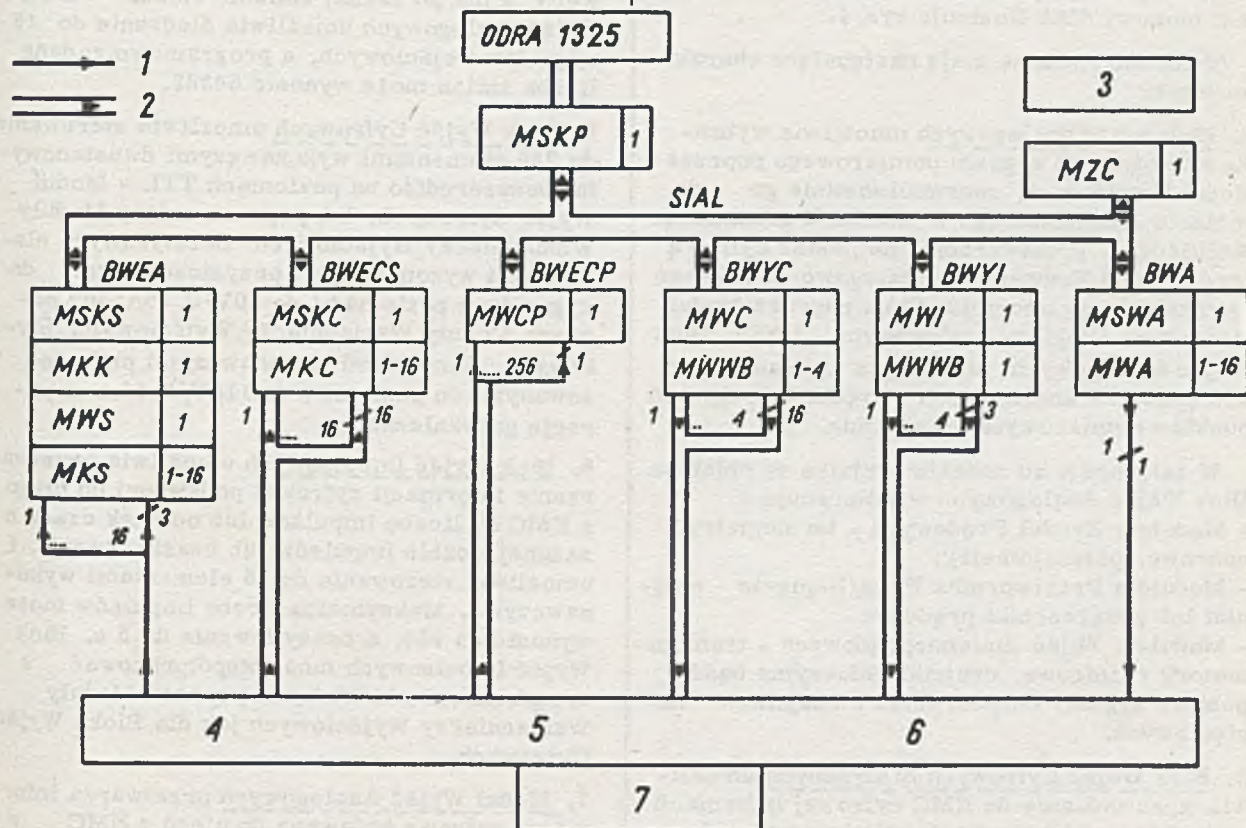 ODRA 1325
1
2
3
MSKP 1
MZC 1
SIAL
BWEA BWECS BWECP BWYC BWYI BWA
MSKS 1
MKK 1
MWS 1
MKS 1-16
MSKC 1
MKC 1-16
MWCP 1
MWC 1
MWWB 1-4
MWI 1
MWWB 1
MSWA 1
MWA 1-16
1 ... 16 3
1 ... 16 16
1 ..... 256 1
1 .. 4 16
1 ... 4 3
1 1
4 5 6
7